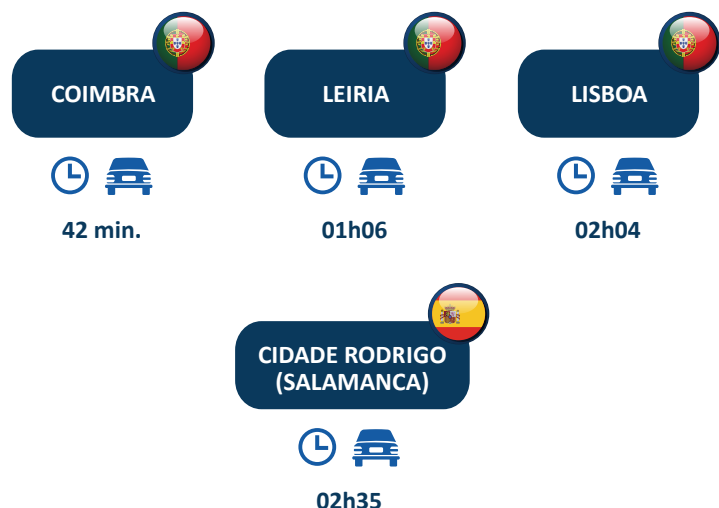 COIMBRA
LEIRIA
LISBOA
42 min.
01h06
02h04
CIDADE RODRIGO
(SALAMANCA)
02h35